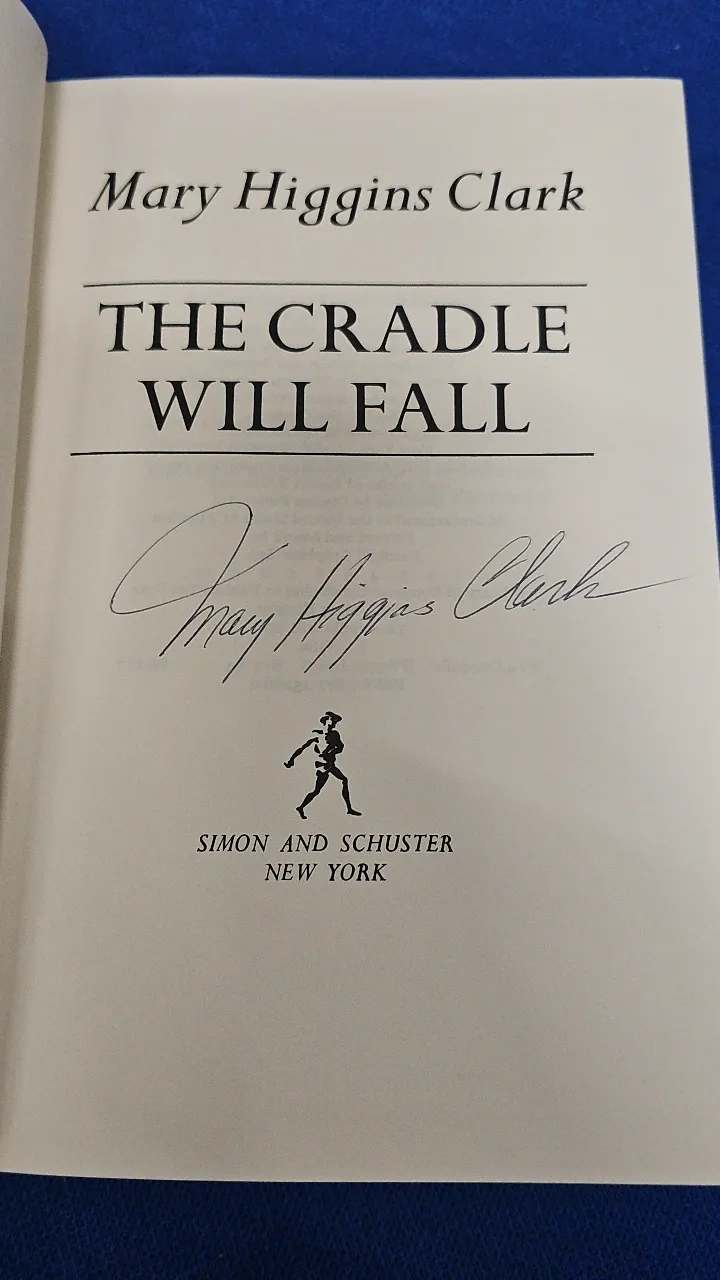 Mary Higgins Clark
THE CRADLE
WILL FALL
Mary Higgins Clark
SIMON AND SCHUSTER
NEW YORK